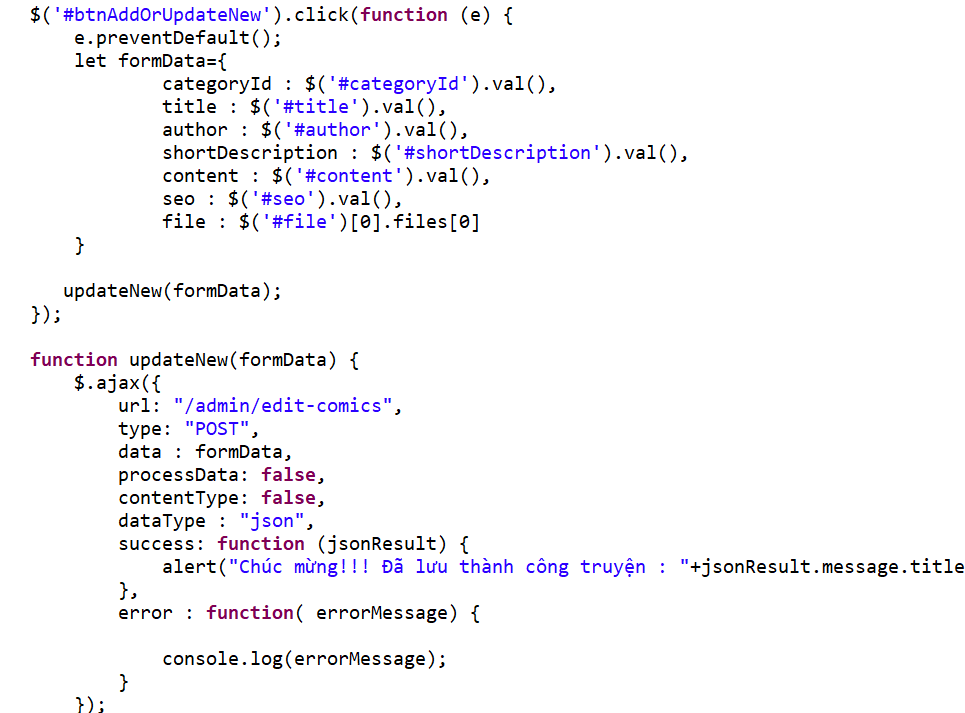 $('#btnAddOrUpdateNew').click(function (e) {
    e.preventDefault();
    let formData={
            categoryId : $('#categoryId').val(),
            title : $('#title').val(),
            author : $('#author').val(),
            shortDescription : $('#shortDescription').val(),
            content : $('#content').val(),
            seo : $('#seo').val(),
            file : $('#file')[0].files[0]
    }

   updateNew(formData);
});

function updateNew(formData) {
    $.ajax({
        url: "/admin/edit-comics",
        type: "POST",
        data : formData,
        processData: false,
        contentType: false,
        dataType : "json",
        success: function (jsonResult) {
            alert("Chúc mừng!!! Đã lưu thành công truyện : "+jsonResult.message.title
        },
        error : function( errorMessage) {

            console.log(errorMessage);
        }
    });